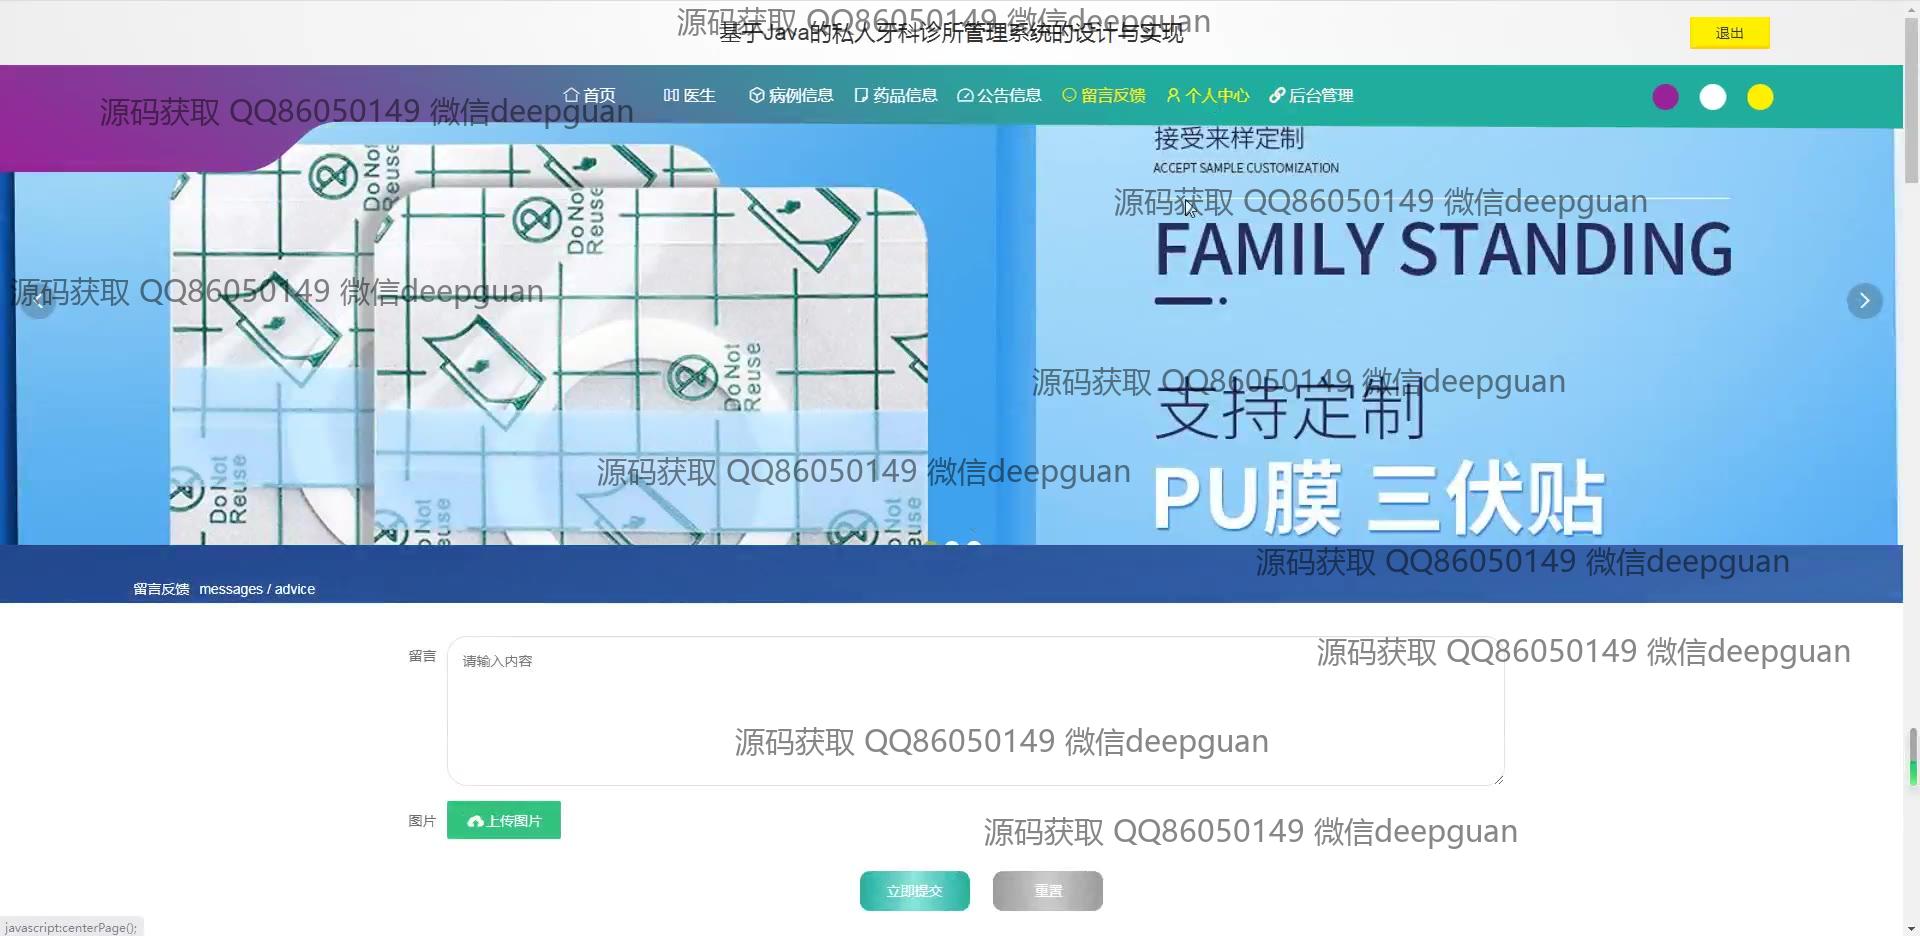 源码获取 QQ86050149 微信deepguan
基于Java的私人牙科诊所管理系统的设计与实现
退出
首页 医生 病例信息 药品信息 公告信息 留言反馈 个人中心 后台管理
源码获取 QQ86050149 微信deepguan
接受来样定制
ACCEPT SAMPLE CUSTOMIZATION
Do Not
Reuse
Do Not
Reuse
源码获取 QQ86050149 微信deepguan
FAMILY STANDING
源码获取 QQ86050149 微信deepguan
Do Not
Reuse
源码获取 QQ86050149 微信deepguan
支持定制
源码获取 QQ86050149 微信deepguan
PU膜 三伏贴
Do Not
Reuse
源码获取 QQ86050149 微信deepguan
留言反馈 messages / advice
源码获取 QQ86050149 微信deepguan
留言
请输入内容
源码获取 QQ86050149 微信deepguan
图片
上传图片
源码获取 QQ86050149 微信deepguan
立即提交
重置
javascript:centerPage();